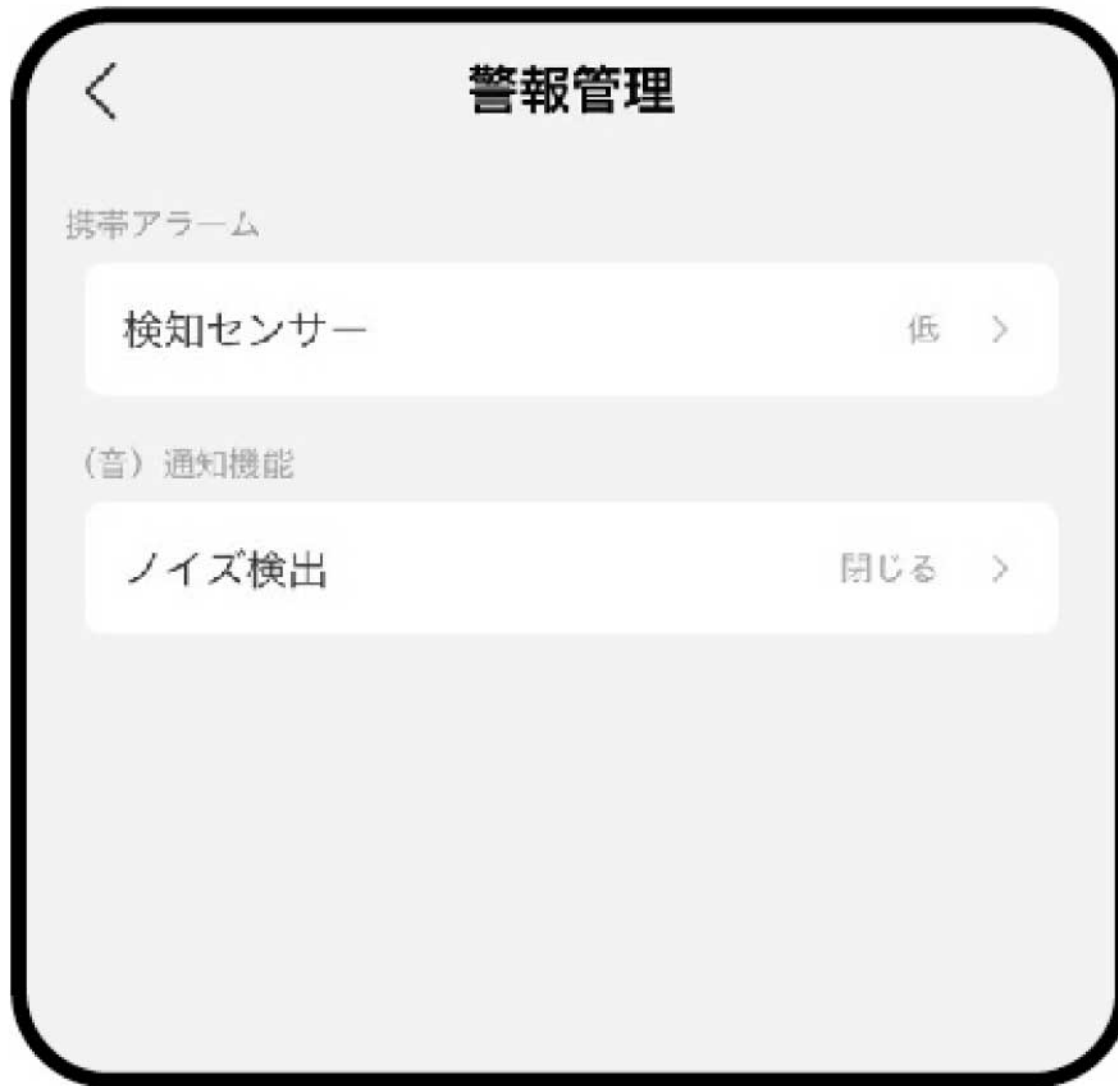 警報管理
携帯アラーム
検知センサー 低
（音）通知機能
ノイズ検出 閉じる